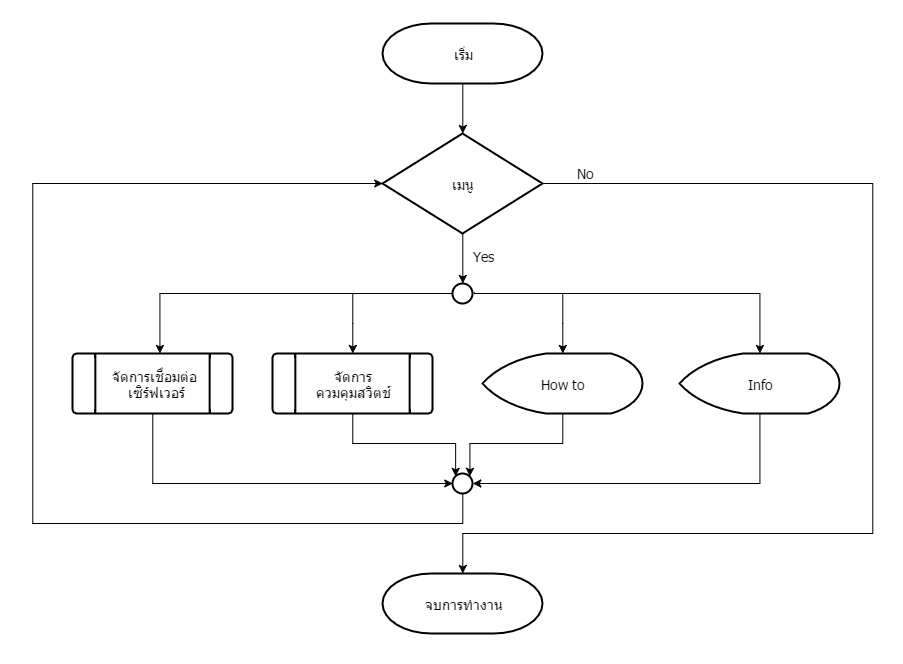 เริ่ม
เมนู
No
Yes
จัดการเชื่อมต่อ
เซิร์ฟเวอร์
จัดการ
ควมคุมสวิตช์
How to
Info
จบการทำงาน